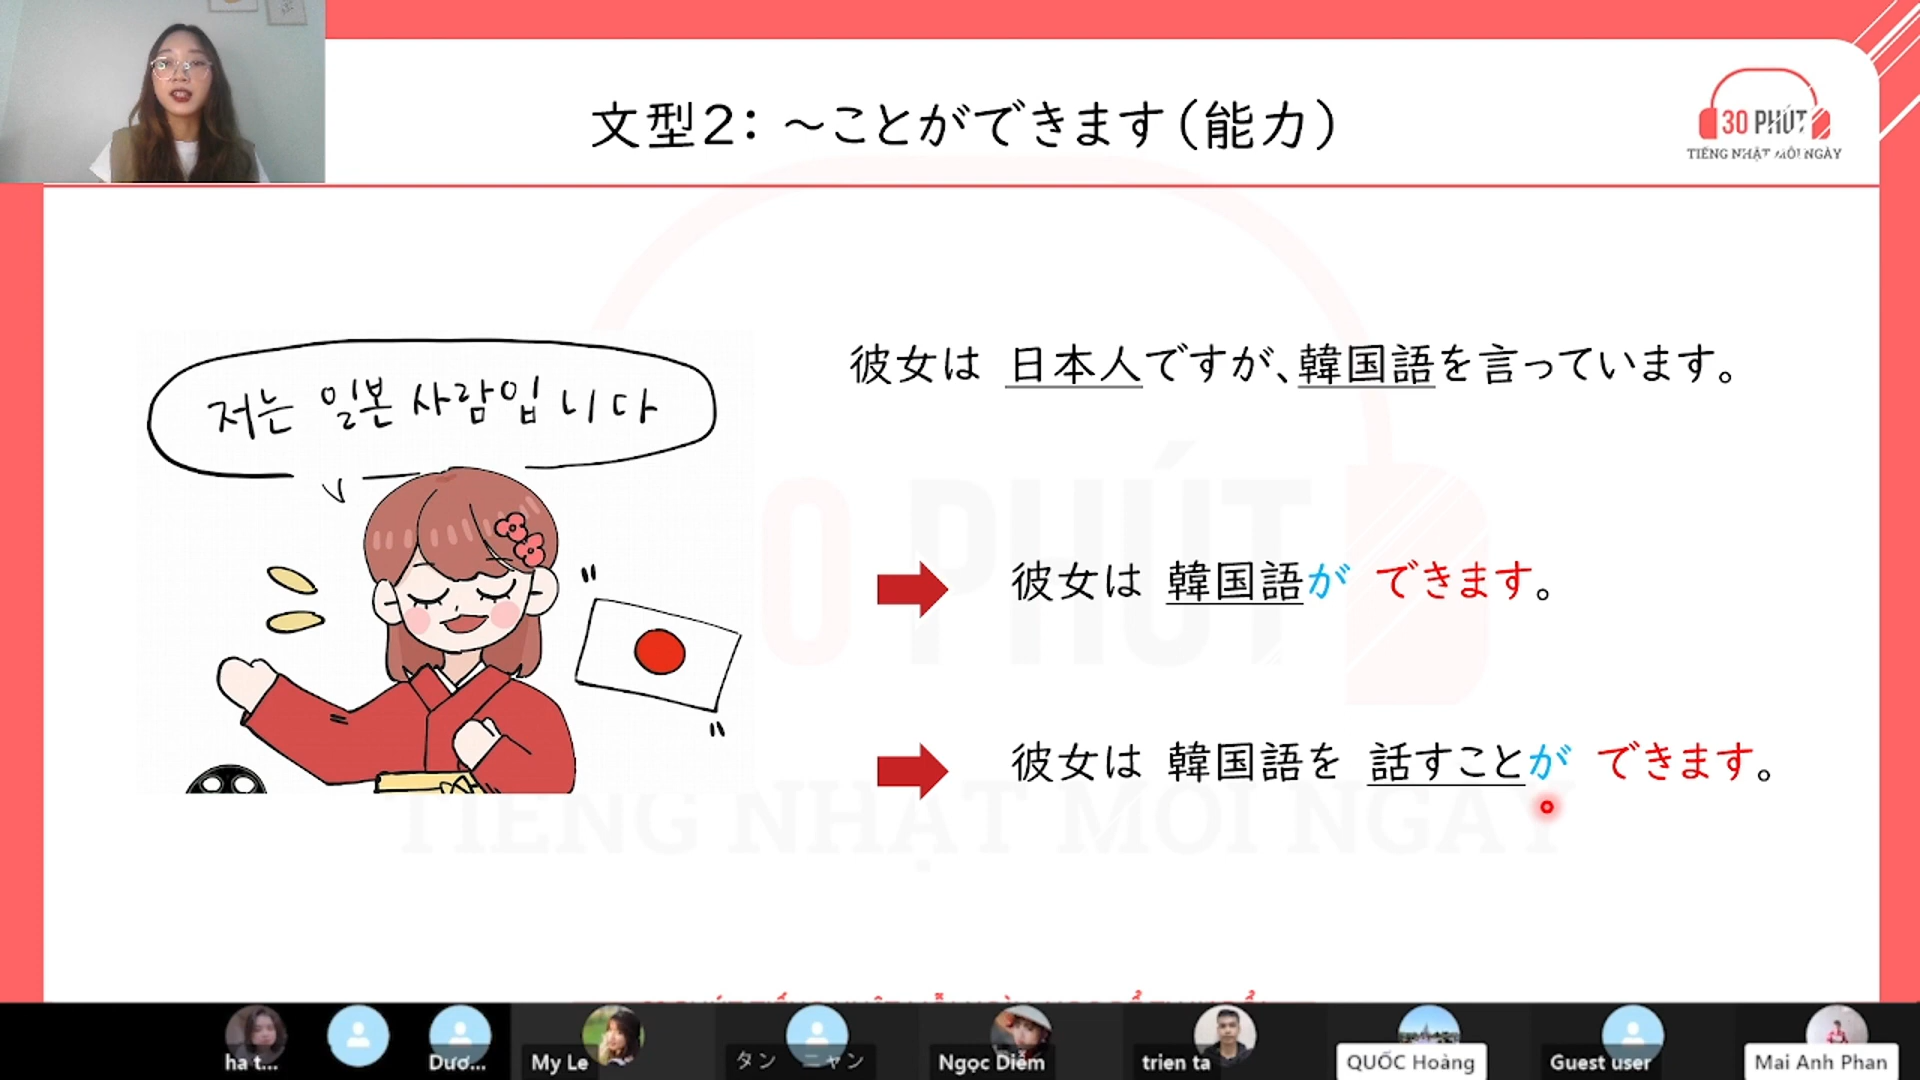 文型2：～ことができます（能力）
30 PHÚT
TIẾNG NHẬT MỖI NGÀY
저는 일본 사람입니다
彼女は 日本人ですが、韓国語を言っています。
彼女は 韓国語が できます。
彼女は 韓国語を 話すことが できます。
30 PHÚT
TIẾNG NHẬT MỖI NGÀY
ha t...
Dươ...
My Le
タン ニャン
Ngọc Diễm
trien ta
QUỐC Hoàng
Guest user
Mai Anh Phan